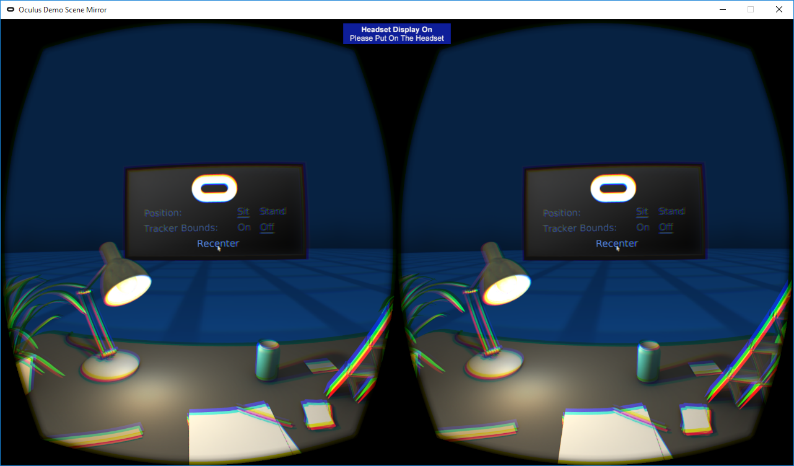 Oculus Demo Scene Mirror
Headset Display On
Please Put On The Headset
Position: Sit Stand
Tracker Bounds: On Off
Recenter
Position: Sit Stand
Tracker Bounds: On Off
Recenter